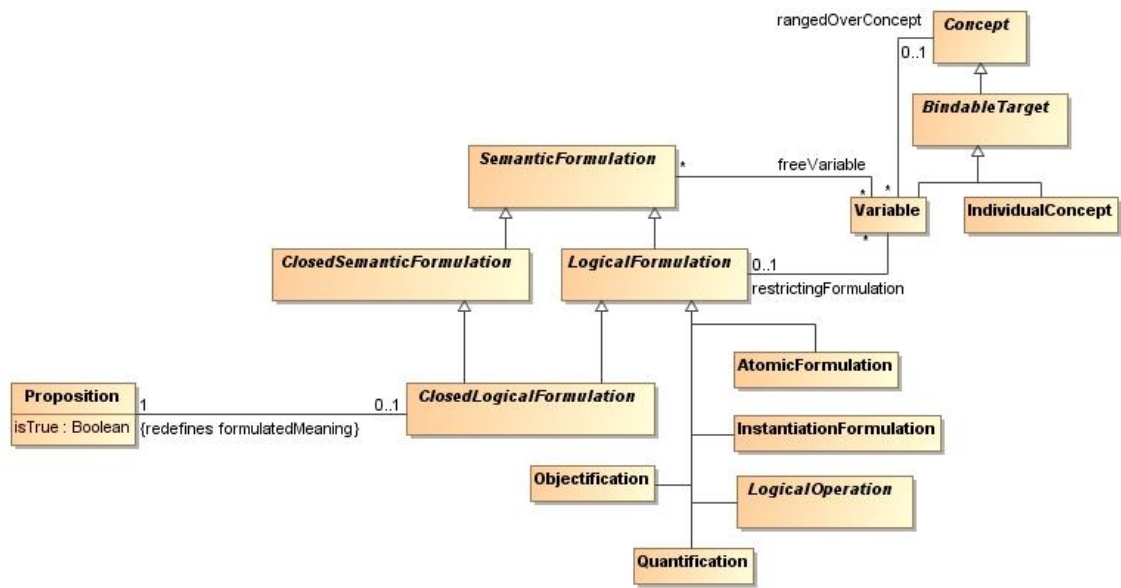 rangedOverConcept
Concept
0..1
BindableTarget
SemanticFormulation
*
freeVariable
*
*
Variable
IndividualConcept
*
ClosedSemanticFormulation
LogicalFormulation
0..1
restrictingFormulation
AtomicFormulation
Proposition
isTrue : Boolean
1
{redefines formulatedMeaning}
0..1
ClosedLogicalFormulation
InstantiationFormulation
Objectification
LogicalOperation
Quantification